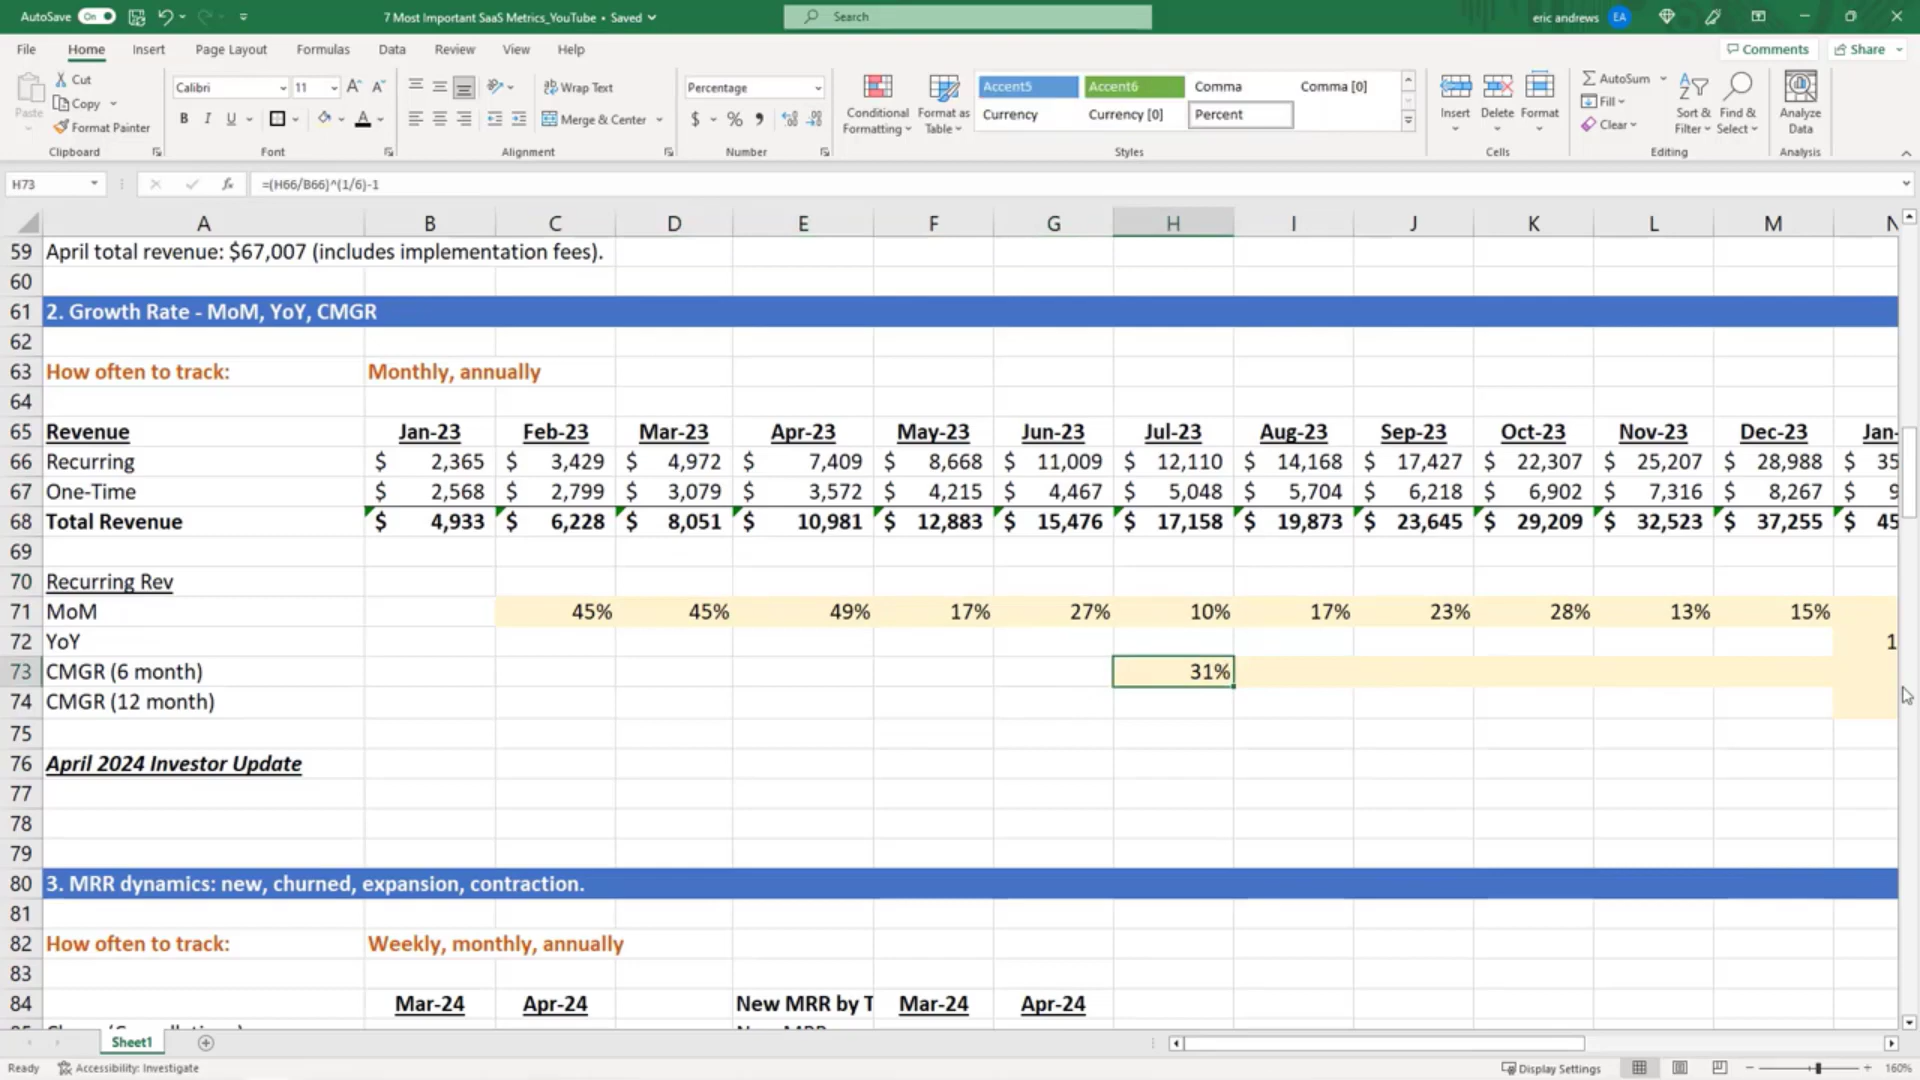 AutoSave On 7 Most Important SaaS Metrics_YouTube • Saved Search eric andrews EA
File Home Insert Page Layout Formulas Data Review View Help Comments Share
Paste Cut Copy Format Painter Clipboard
Calibri 11 A A B I U A Font
Wrap Text Merge & Center Alignment
Percentage $ % Number
Conditional Formatting Format as Table Accent5 Accent6 Comma Comma [0] Currency Currency [0] Percent Styles
Insert Delete Format Cells
AutoSum Fill Clear Sort & Filter Find & Select Editing
Analyze Data Analysis
H73 fx =(H66/B66)^(1/6)-1
A B C D E F G H I J K L M N
59 April total revenue: $67,007 (includes implementation fees).
60
61 2. Growth Rate - MoM, YoY, CMGR
62
63 How often to track: Monthly, annually
64
65 Revenue Jan-23 Feb-23 Mar-23 Apr-23 May-23 Jun-23 Jul-23 Aug-23 Sep-23 Oct-23 Nov-23 Dec-23 Jan-
66 Recurring $ 2,365 $ 3,429 $ 4,972 $ 7,409 $ 8,668 $ 11,009 $ 12,110 $ 14,168 $ 17,427 $ 22,307 $ 25,207 $ 28,988 $ 35
67 One-Time $ 2,568 $ 2,799 $ 3,079 $ 3,572 $ 4,215 $ 4,467 $ 5,048 $ 5,704 $ 6,218 $ 6,902 $ 7,316 $ 8,267 $ 9
68 Total Revenue $ 4,933 $ 6,228 $ 8,051 $ 10,981 $ 12,883 $ 15,476 $ 17,158 $ 19,873 $ 23,645 $ 29,209 $ 32,523 $ 37,255 $ 45
69
70 Recurring Rev
71 MoM 45% 45% 49% 17% 27% 10% 17% 23% 28% 13% 15%
72 YoY 1
73 CMGR (6 month) 31%
74 CMGR (12 month)
75
76 April 2024 Investor Update
77
78
79
80 3. MRR dynamics: new, churned, expansion, contraction.
81
82 How often to track: Weekly, monthly, annually
83
84 Mar-24 Apr-24 New MRR by T Mar-24 Apr-24
Sheet1
Ready Accessibility: Investigate Display Settings 160%